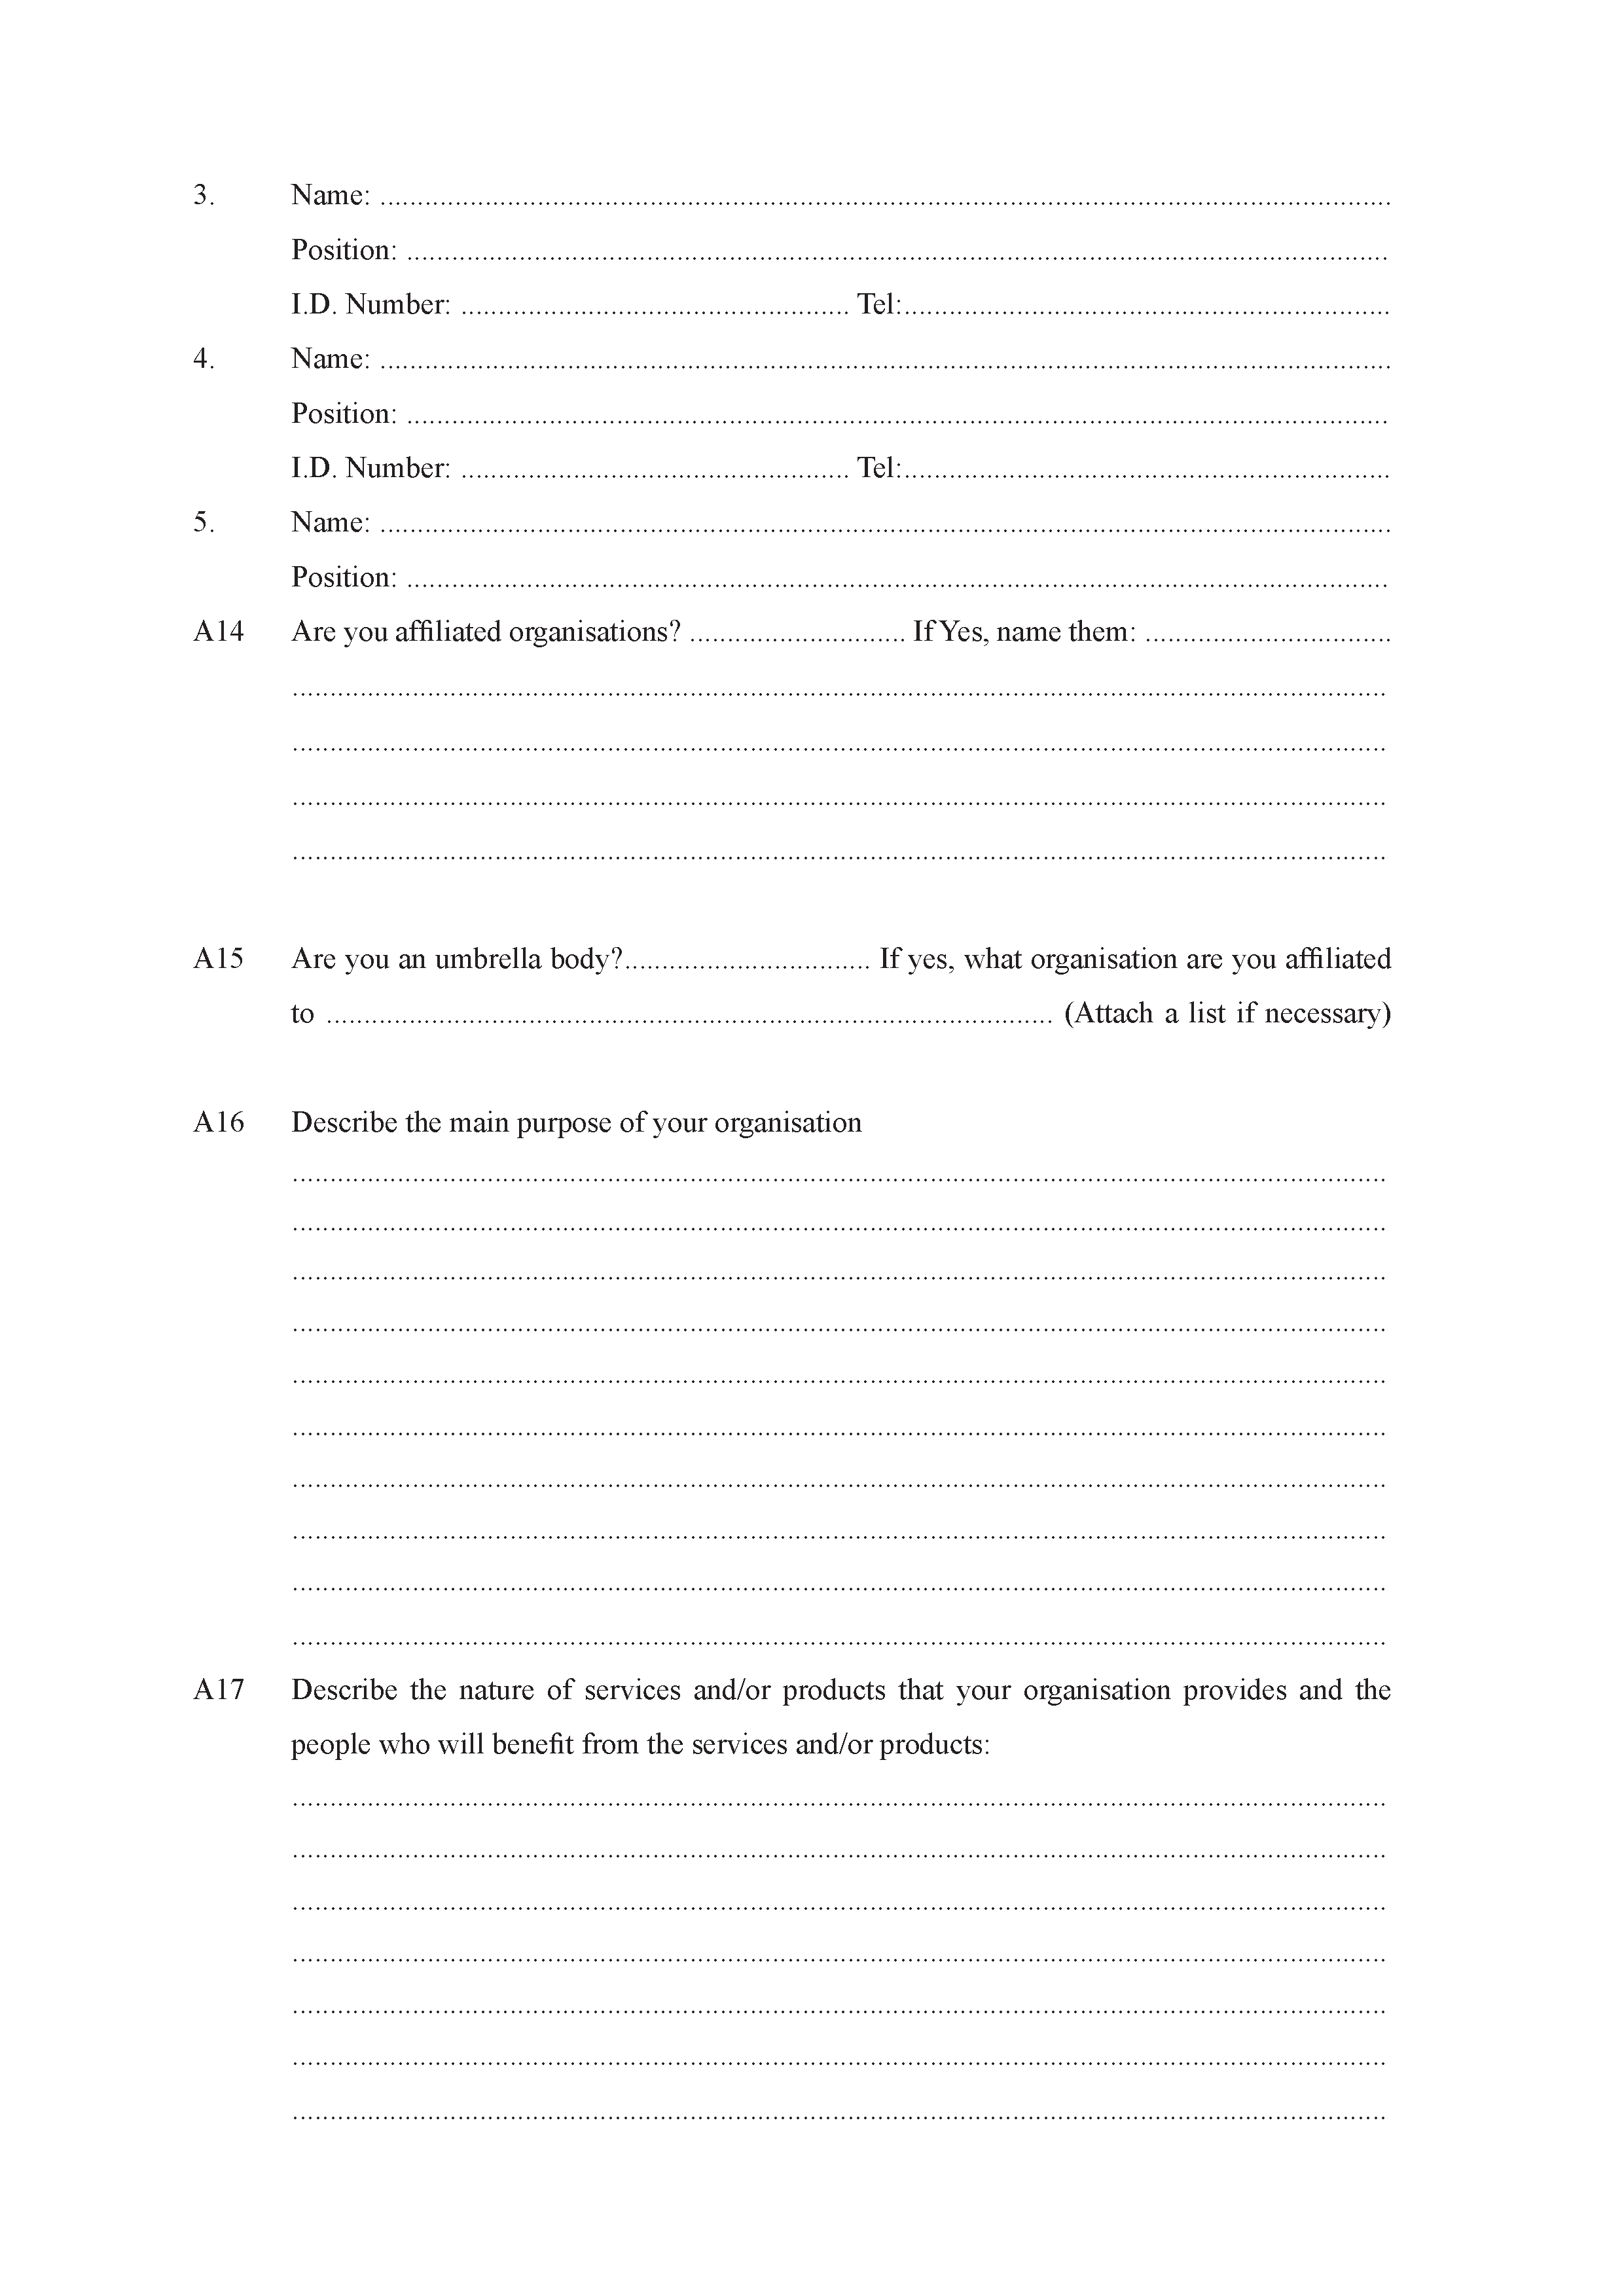 3. Name: ..........................................................................................................................................
Position: ......................................................................................................................................
I.D. Number: .................................................... Tel:.................................................................
4. Name: ..........................................................................................................................................
Position: ......................................................................................................................................
I.D. Number: .................................................... Tel:.................................................................
5. Name: ..........................................................................................................................................
Position: ......................................................................................................................................
A14 Are you affiliated organisations? ............................. If Yes, name them: .................................
..................................................................................................................................................
..................................................................................................................................................
..................................................................................................................................................
..................................................................................................................................................
A15 Are you an umbrella body?................................. If yes, what organisation are you affiliated
to ................................................................................................. (Attach a list if necessary)
A16 Describe the main purpose of your organisation
..................................................................................................................................................
..................................................................................................................................................
..................................................................................................................................................
..................................................................................................................................................
..................................................................................................................................................
..................................................................................................................................................
..................................................................................................................................................
..................................................................................................................................................
..................................................................................................................................................
..................................................................................................................................................
A17 Describe the nature of services and/or products that your organisation provides and the
people who will benefit from the services and/or products:
..................................................................................................................................................
..................................................................................................................................................
..................................................................................................................................................
..................................................................................................................................................
..................................................................................................................................................
..................................................................................................................................................
..................................................................................................................................................